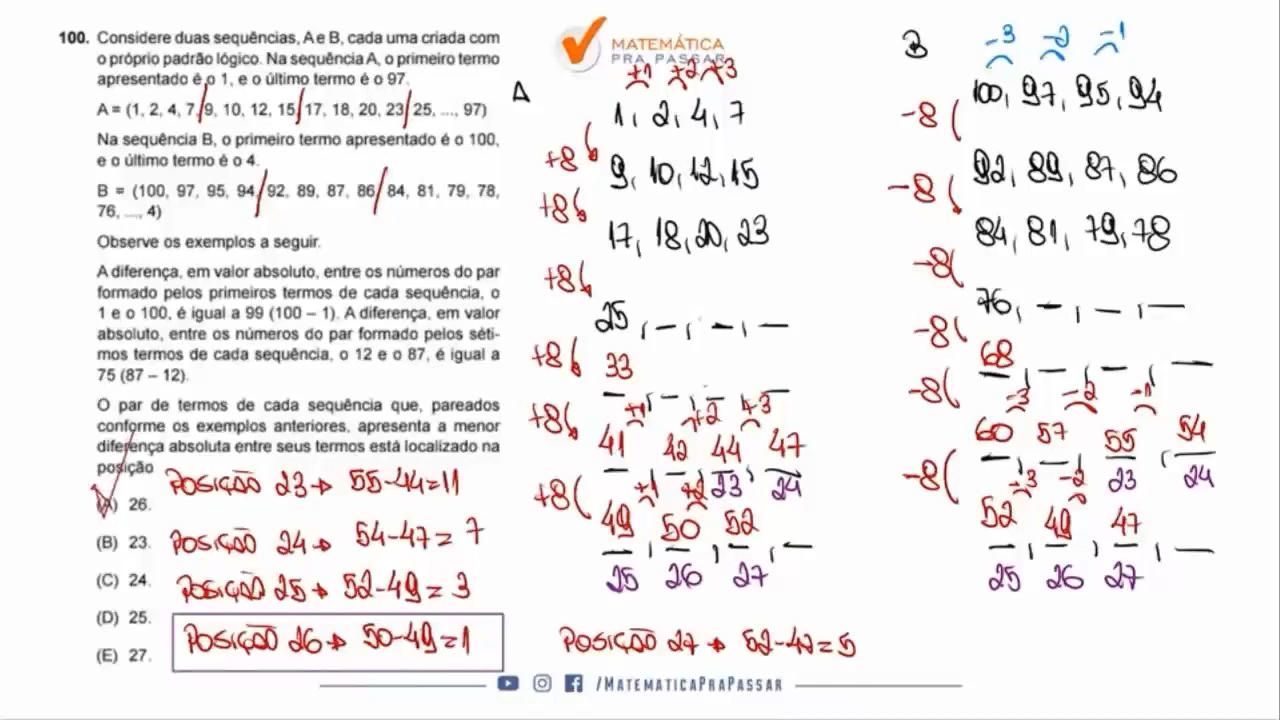 100. Considere duas sequências, A e B, cada uma criada com
o próprio padrão lógico. Na sequência A, o primeiro termo
apresentado é o 1, e o último termo é o 97.
A = (1, 2, 4, 7, 9, 10, 12, 15, 17, 18, 20, 23, 25, ..., 97)
Na sequência B, o primeiro termo apresentado é o 100,
e o último termo é o 4.
B = (100, 97, 95, 94, 92, 89, 87, 86, 84, 81, 79, 78,
76, ..., 4)
Observe os exemplos a seguir.
A diferença, em valor absoluto, entre os números do par
formado pelos primeiros termos de cada sequência, o
1 e o 100, é igual a 99 (100 – 1). A diferença, em valor
absoluto, entre os números do par formado pelos séti-
mos termos de cada sequência, o 12 e o 87, é igual a
75 (87 – 12).
O par de termos de cada sequência que, pareados
conforme os exemplos anteriores, apresenta a menor
diferença absoluta entre seus termos está localizado na
posição
(A) 26.
(B) 23.
(C) 24.
(D) 25.
(E) 27.
POSIÇÃO 23 → 55-44=11
POSIÇÃO 24 → 54-47= 7
POSIÇÃO 25 → 52-49= 3
POSIÇÃO 26 → 50-49=1
MATEMÁTICA
PRA PASSAR
A
+1 +2 +3
1, 2, 4, 7
+8
9, 10, 12, 15
+8
17, 18, 20, 23
+8
25, , ,
+8
33
+8
+1 +2 +3
41 42 44 47
23 24
+8
+1 +2
49 50 52
25 26 27
POSIÇÃO 27 → 52-47=5
B
-3 -2 -1
100, 97, 95, 94
-8
92, 89, 87, 86
-8
84, 81, 79, 78
-8
76, , ,
-8
68
-8
-3 -2 -1
60 57 55 54
23 24
-8
-3 -2
52 49 47
25 26 27
/MATEMATICAPRAPASSAR